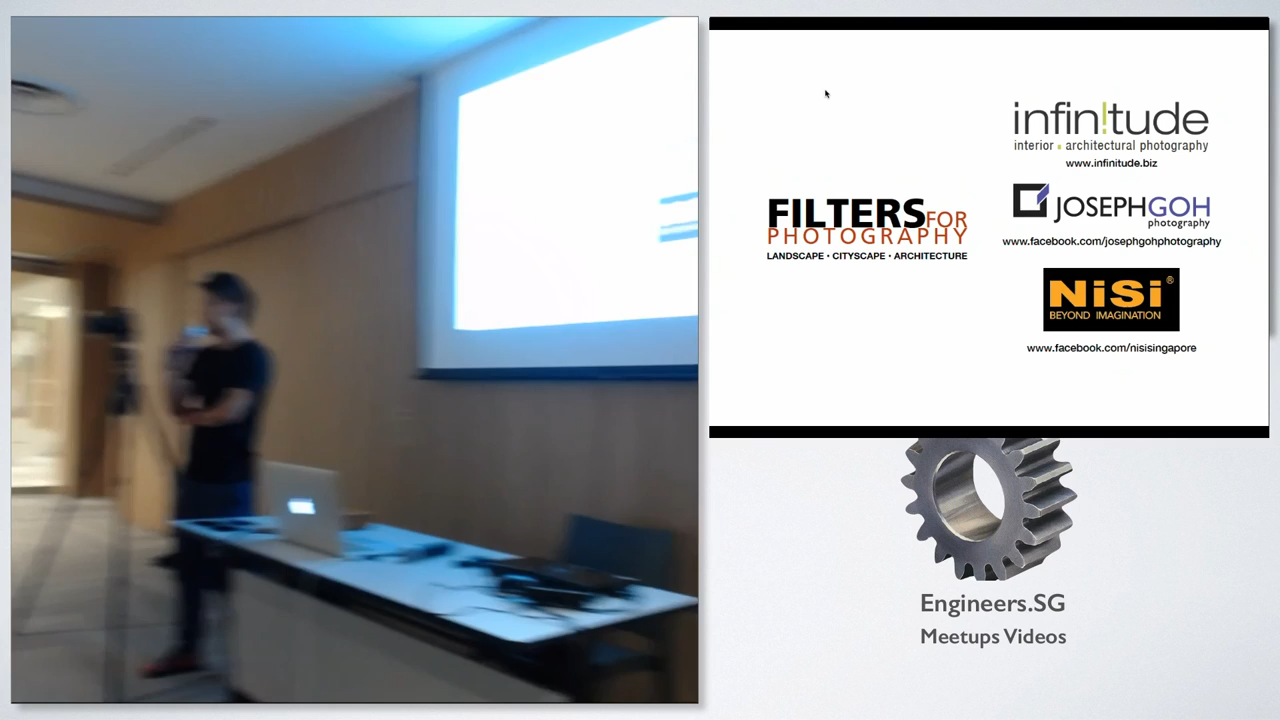 FILTERS FOR
PHOTOGRAPHY
LANDSCAPE • CITYSCAPE • ARCHITECTURE
infin!tude
interior ▪ architectural photography
www.infinitude.biz
JOSEPHGOH
photography
www.facebook.com/josephgohphotography
NiSi®
BEYOND IMAGINATION
www.facebook.com/nisisingapore
Engineers.SG
Meetups Videos